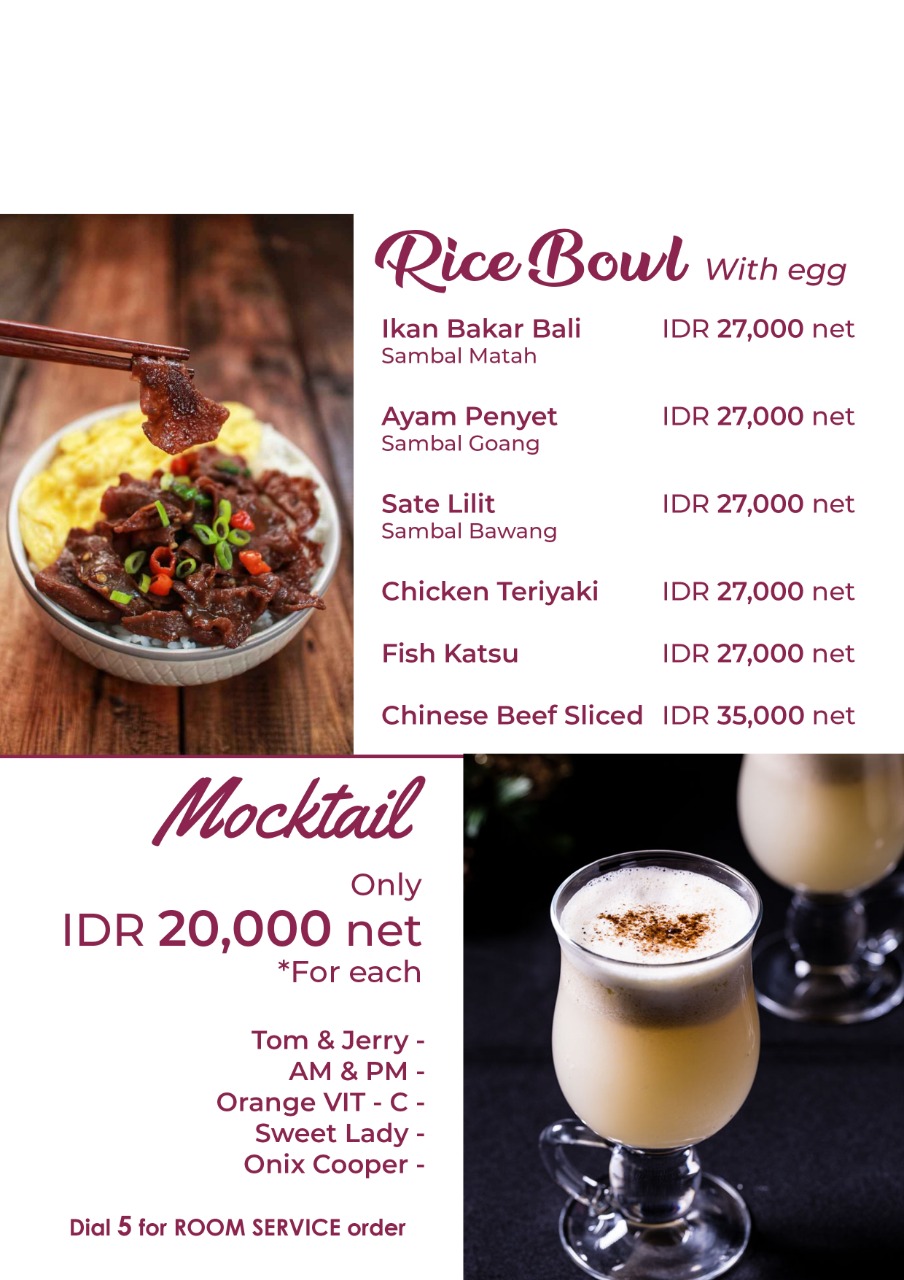 Rice Bowl With egg
Ikan Bakar Bali IDR 27,000 net
Sambal Matah
Ayam Penyet IDR 27,000 net
Sambal Goang
Sate Lilit IDR 27,000 net
Sambal Bawang
Chicken Teriyaki IDR 27,000 net
Fish Katsu IDR 27,000 net
Chinese Beef Sliced IDR 35,000 net
Mocktail
Only
IDR 20,000 net
*For each
Tom & Jerry -
AM & PM -
Orange VIT - C -
Sweet Lady -
Onix Cooper -
Dial 5 for ROOM SERVICE order